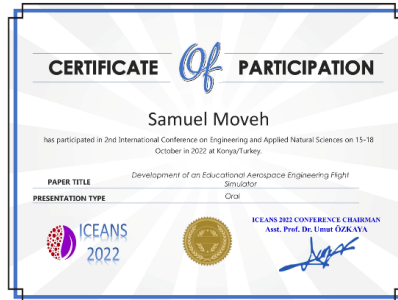 CERTIFICATE Of PARTICIPATION
Samuel Moveh
has participated in 2nd International Conference on Engineering and Applied Natural Sciences on 15-18
October in 2022 at Konya/Turkey.
PAPER TITLE Development of an Educational Aerospace Engineering Flight
Simulator
PRESENTATION TYPE Oral
ICEANS
2022
ICEANS 2022 CONFERENCE CHAIRMAN
Asst. Prof. Dr. Umut ÖZKAYA